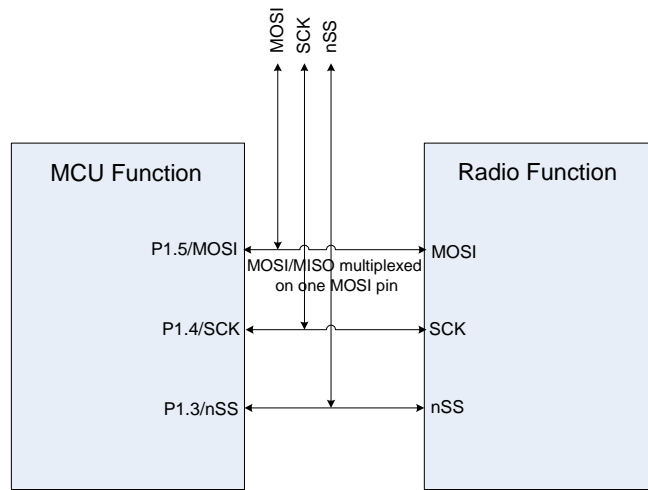 MOSI
SCK
nSS
MCU Function
Radio Function
P1.5/MOSI
MOSI
MOSI/MISO multiplexed
on one MOSI pin
P1.4/SCK
SCK
P1.3/nSS
nSS